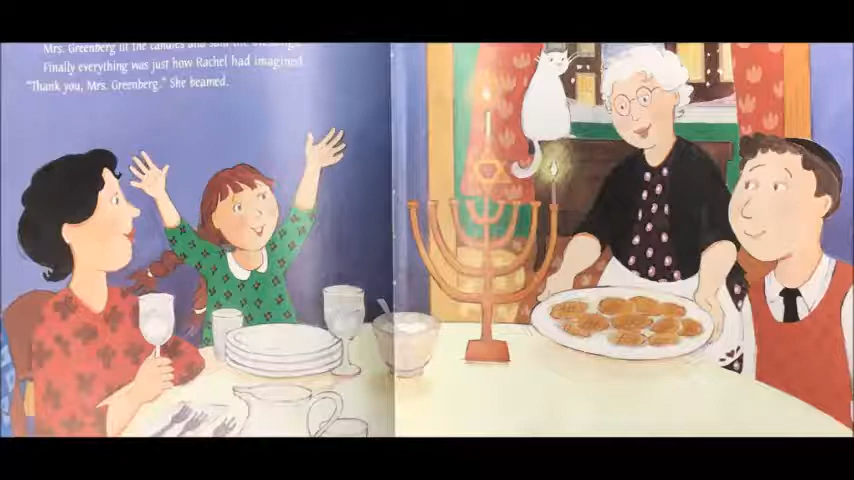 Mrs. Greenberg lit the candles and said the blessings.
Finally everything was just how Rachel had imagined.
"Thank you, Mrs. Greenberg." She beamed.